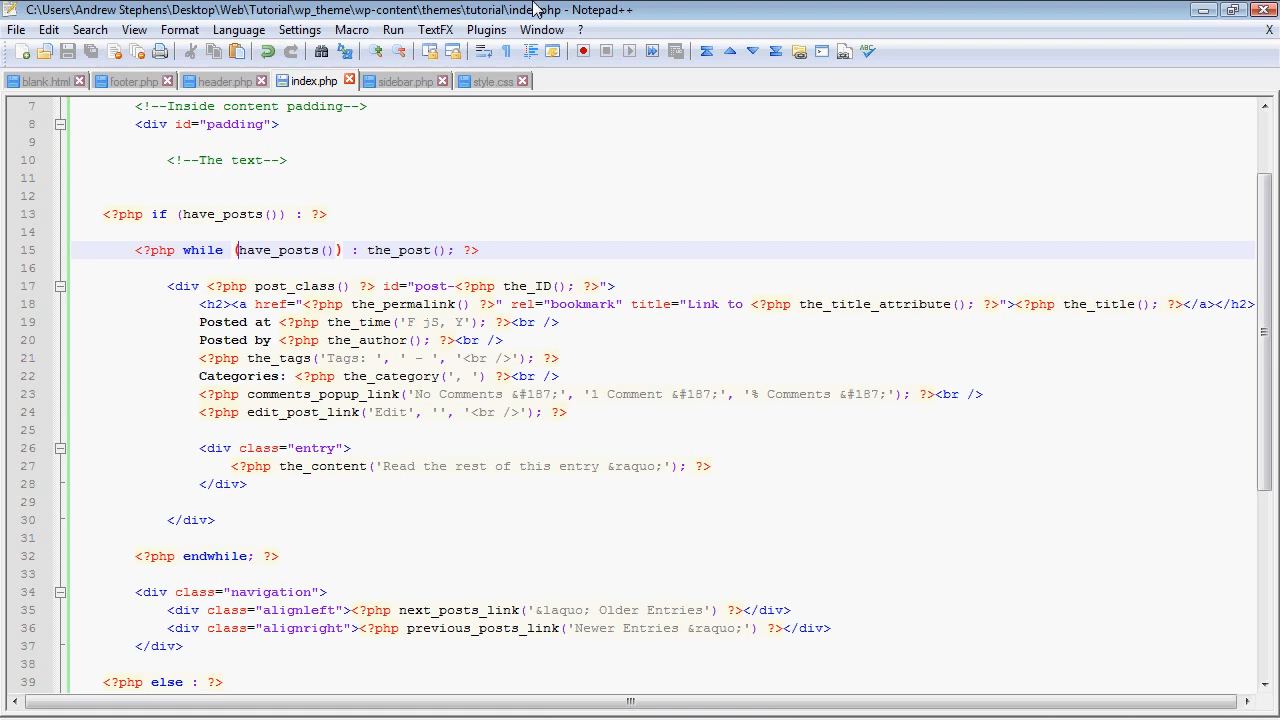 C:\Users\Andrew Stephens\Desktop\Web\Tutorial\wp_theme\wp-content\themes\tutorial\index.php - Notepad++
File Edit Search View Format Language Settings Macro Run TextFX Plugins Window ? X
blank.html footer.php header.php index.php sidebar.php style.css
7 <!--Inside content padding-->
8 <div id="padding">
9
10 <!--The text-->
11
12
13 <?php if (have_posts()) : ?>
14
15 <?php while (have_posts()) : the_post(); ?>
16
17 <div <?php post_class() ?> id="post-<?php the_ID(); ?>">
18 <h2><a href="<?php the_permalink() ?>" rel="bookmark" title="Link to <?php the_title_attribute(); ?>"><?php the_title(); ?></a></h2>
19 Posted at <?php the_time('F jS, Y'); ?><br />
20 Posted by <?php the_author(); ?><br />
21 <?php the_tags('Tags: ', ' - ', '<br />'); ?>
22 Categories: <?php the_category(', ') ?><br />
23 <?php comments_popup_link('No Comments &#187;', '1 Comment &#187;', '% Comments &#187;'); ?><br />
24 <?php edit_post_link('Edit', '', '<br />'); ?>
25
26 <div class="entry">
27 <?php the_content('Read the rest of this entry &raquo;'); ?>
28 </div>
29
30 </div>
31
32 <?php endwhile; ?>
33
34 <div class="navigation">
35 <div class="alignleft"><?php next_posts_link('&laquo; Older Entries') ?></div>
36 <div class="alignright"><?php previous_posts_link('Newer Entries &raquo;') ?></div>
37 </div>
38
39 <?php else : ?>